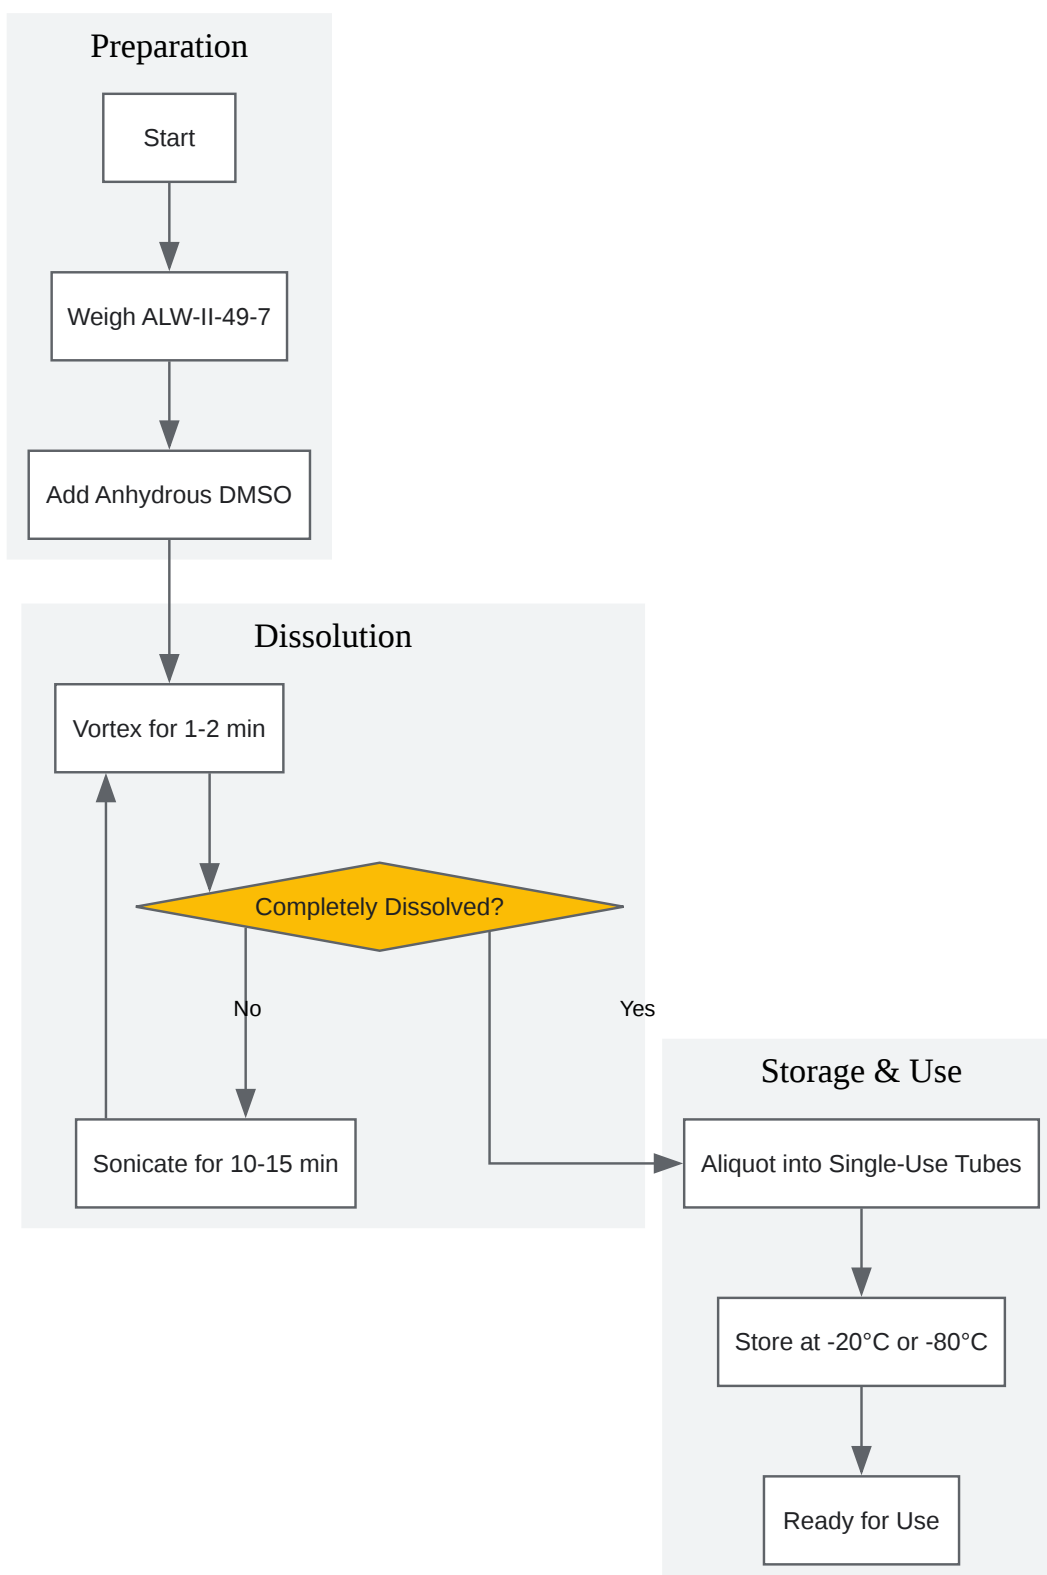 Preparation
Start
Weigh ALW-II-49-7
Add Anhydrous DMSO
Dissolution
Vortex for 1-2 min
Completely Dissolved?
No
Yes
Sonicate for 10-15 min
Storage & Use
Aliquot into Single-Use Tubes
Store at -20°C or -80°C
Ready for Use